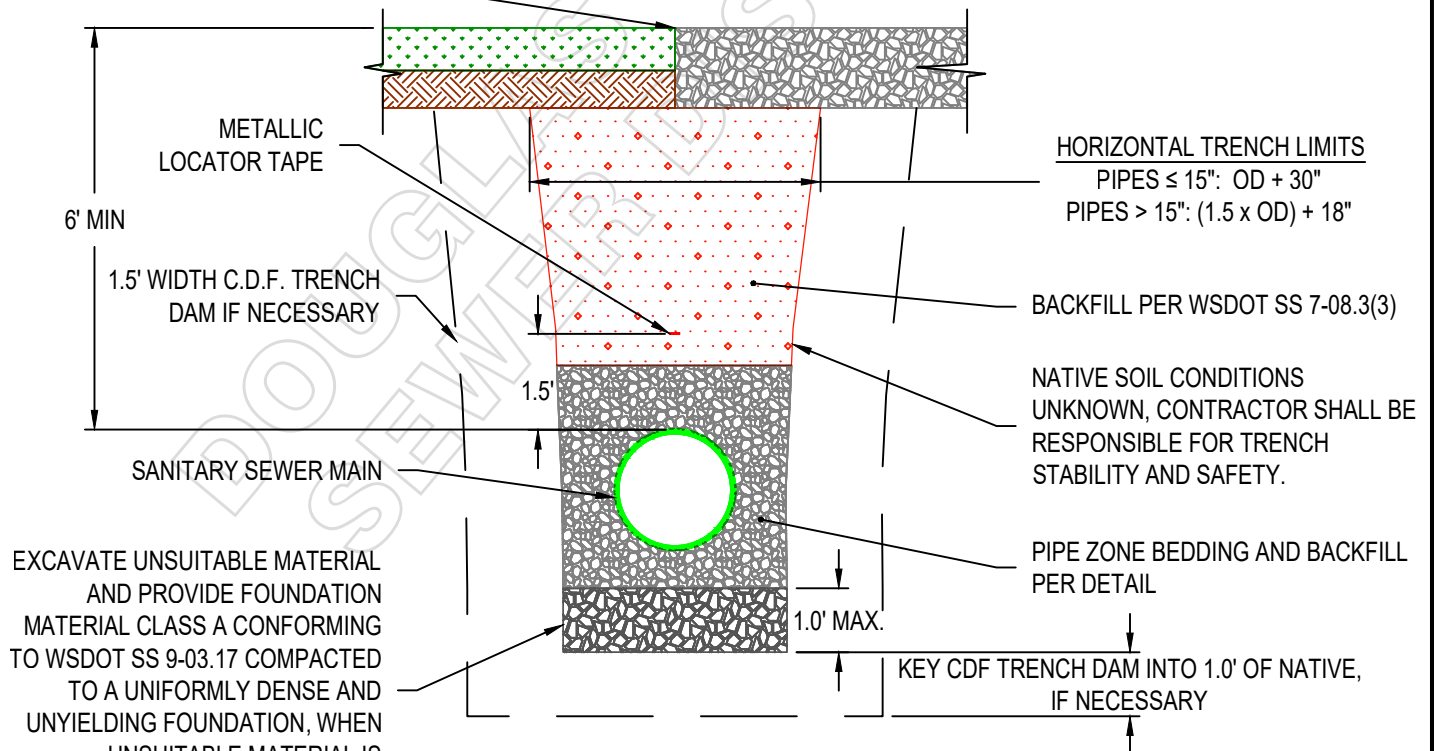 METALLIC
LOCATOR TAPE
HORIZONTAL TRENCH LIMITS
PIPES ≤ 15": OD + 30"
PIPES > 15": (1.5 x OD) + 18"
6' MIN
1.5' WIDTH C.D.F. TRENCH
DAM IF NECESSARY
BACKFILL PER WSDOT SS 7-08.3(3)
1.5'
NATIVE SOIL CONDITIONS
UNKNOWN, CONTRACTOR SHALL BE
RESPONSIBLE FOR TRENCH
STABILITY AND SAFETY.
SANITARY SEWER MAIN
PIPE ZONE BEDDING AND BACKFILL
PER DETAIL
EXCAVATE UNSUITABLE MATERIAL
AND PROVIDE FOUNDATION
MATERIAL CLASS A CONFORMING
TO WSDOT SS 9-03.17 COMPACTED
TO A UNIFORMLY DENSE AND
UNYIELDING FOUNDATION, WHEN
UNSUITABLE MATERIAL IS
1.0' MAX.
KEY CDF TRENCH DAM INTO 1.0' OF NATIVE,
IF NECESSARY
DOUGLAS
SEWER D